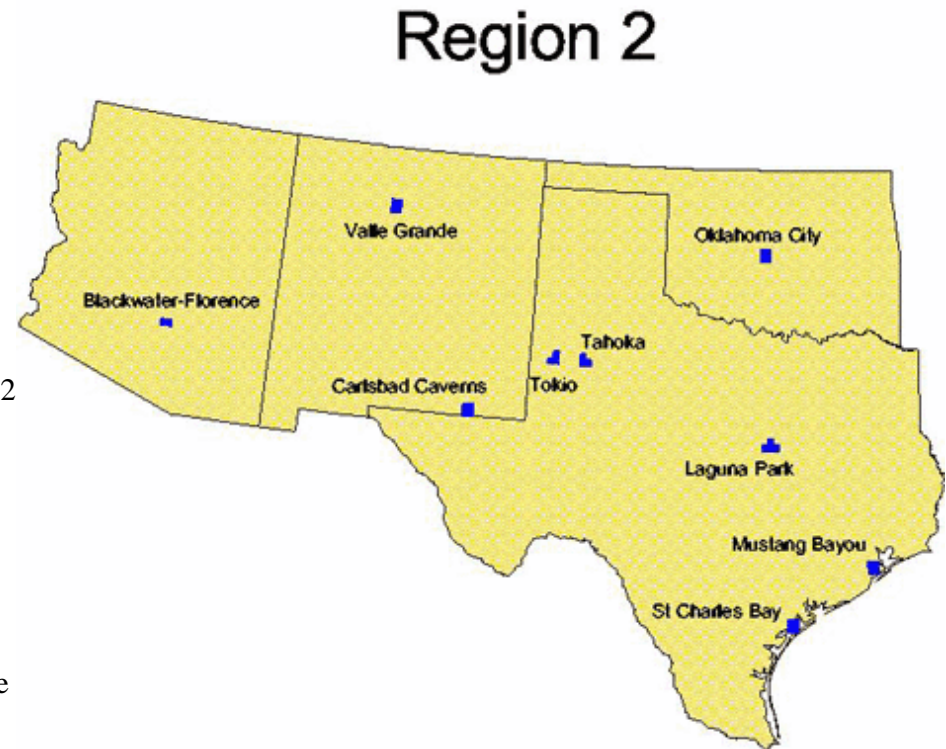 Region 2
Valle Grande
Oklahoma City
Blackwater-Florence
Tahoka
Tokio
Carlsbad Caverns
2
Laguna Park
Mustang Bayou
St Charles Bay
e